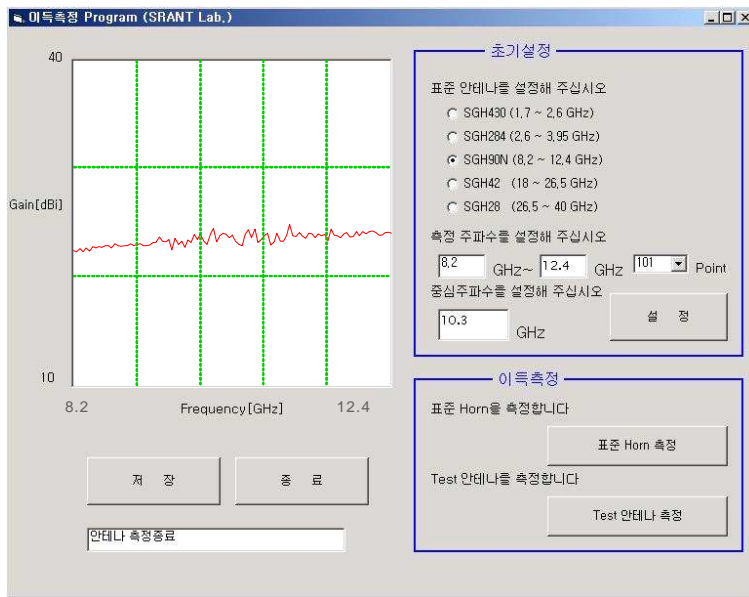 이득측정 Program (SRANT Lab.)
40
Gain[dBi]
10
8.2
Frequency[GHz]
12.4
저 장
종 료
안테나 측정종료
초기설정
표준 안테나를 설정해 주십시오
SGH430 (1.7 ~ 2.6 GHz)
SGH284 (2.6 ~ 3.95 GHz)
SGH90N (8.2 ~ 12.4 GHz)
SGH42 (18 ~ 26.5 GHz)
SGH28 (26.5 ~ 40 GHz)
측정 주파수를 설정해 주십시오
8.2 GHz~ 12.4 GHz 101 Point
중심주파수를 설정해 주십시오
10.3 GHz
설 정
이득측정
표준 Horn을 측정합니다
표준 Horn 측정
Test 안테나를 측정합니다
Test 안테나 측정